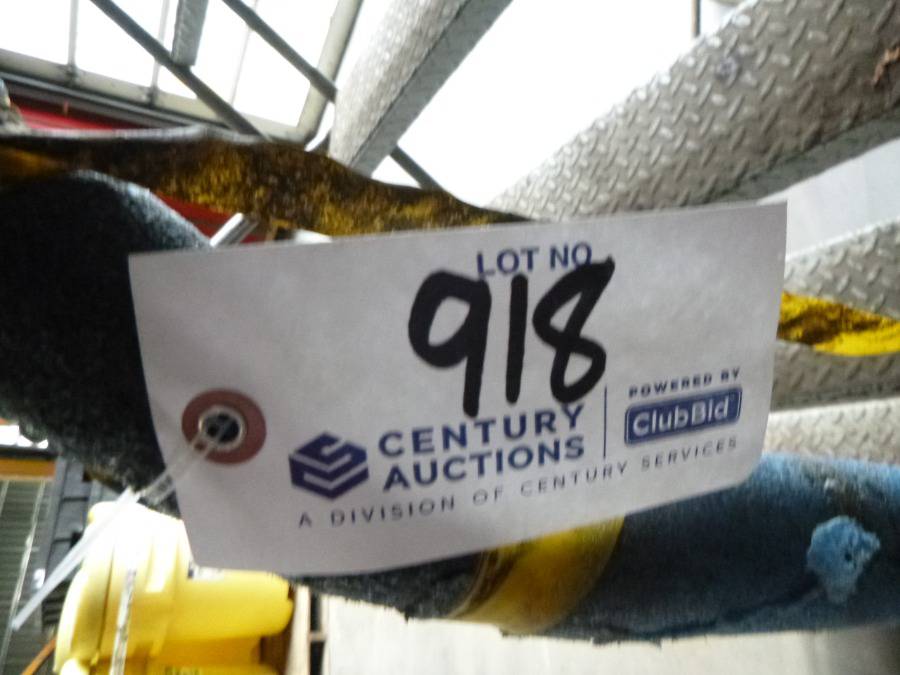 LOT NO.
918
CENTURY
AUCTIONS
A DIVISION OF CENTURY SERVICES
POWERED BY
ClubBid